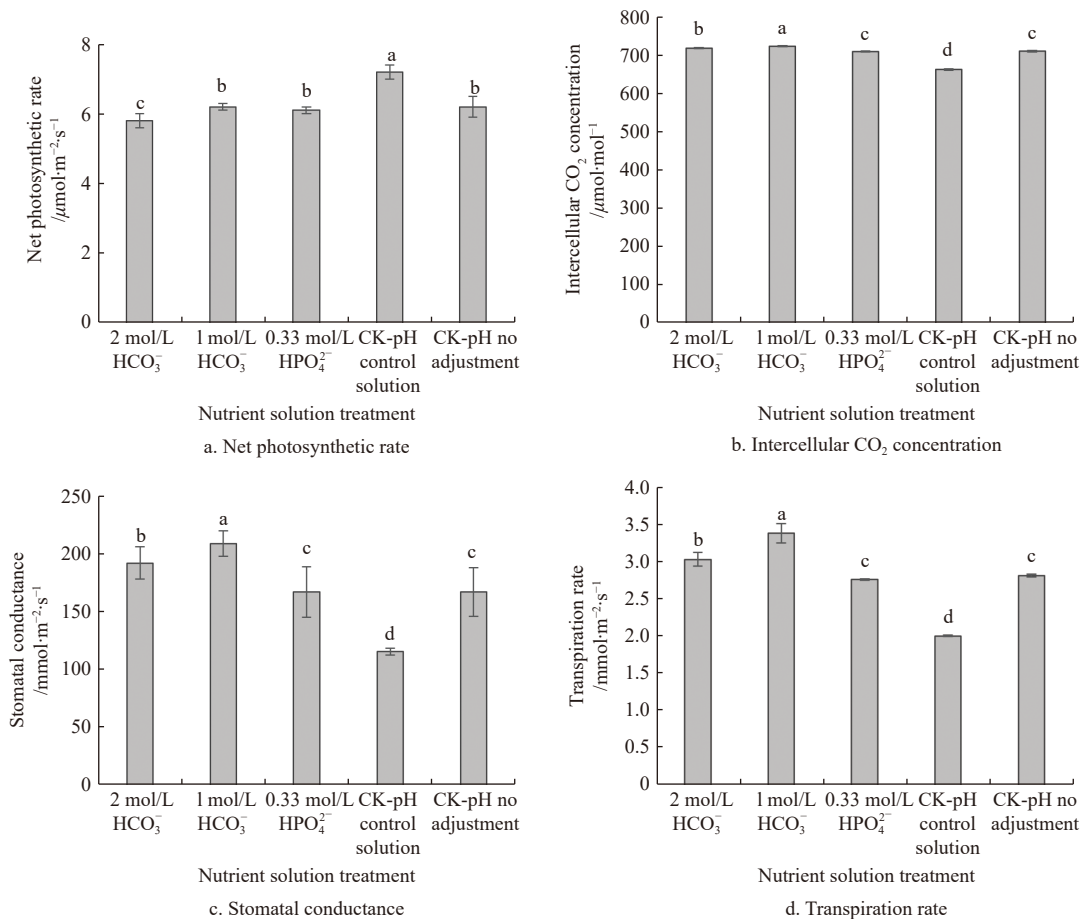 8
6
4
2
0
Net photosynthetic rate
/μmol·m⁻²·s⁻¹
c
b
b
a
b
2 mol/L
HCO₃⁻
1 mol/L
HCO₃⁻
0.33 mol/L
HPO₄²⁻
CK-pH
control
solution
CK-pH no
adjustment
Nutrient solution treatment
a. Net photosynthetic rate
800
700
600
500
400
300
200
100
0
Intercellular CO₂ concentration
/μmol·mol⁻¹
b
a
c
d
c
2 mol/L
HCO₃⁻
1 mol/L
HCO₃⁻
0.33 mol/L
HPO₄²⁻
CK-pH
control
solution
CK-pH no
adjustment
Nutrient solution treatment
b. Intercellular CO₂ concentration
250
200
150
100
50
0
Stomatal conductance
/mmol·m⁻²·s⁻¹
b
a
c
d
c
2 mol/L
HCO₃⁻
1 mol/L
HCO₃⁻
0.33 mol/L
HPO₄²⁻
CK-pH
control
solution
CK-pH no
adjustment
Nutrient solution treatment
c. Stomatal conductance
4.0
3.5
3.0
2.5
2.0
1.5
1.0
0.5
0
Transpiration rate
/mmol·m⁻²·s⁻¹
b
a
c
d
c
2 mol/L
HCO₃⁻
1 mol/L
HCO₃⁻
0.33 mol/L
HPO₄²⁻
CK-pH
control
solution
CK-pH no
adjustment
Nutrient solution treatment
d. Transpiration rate